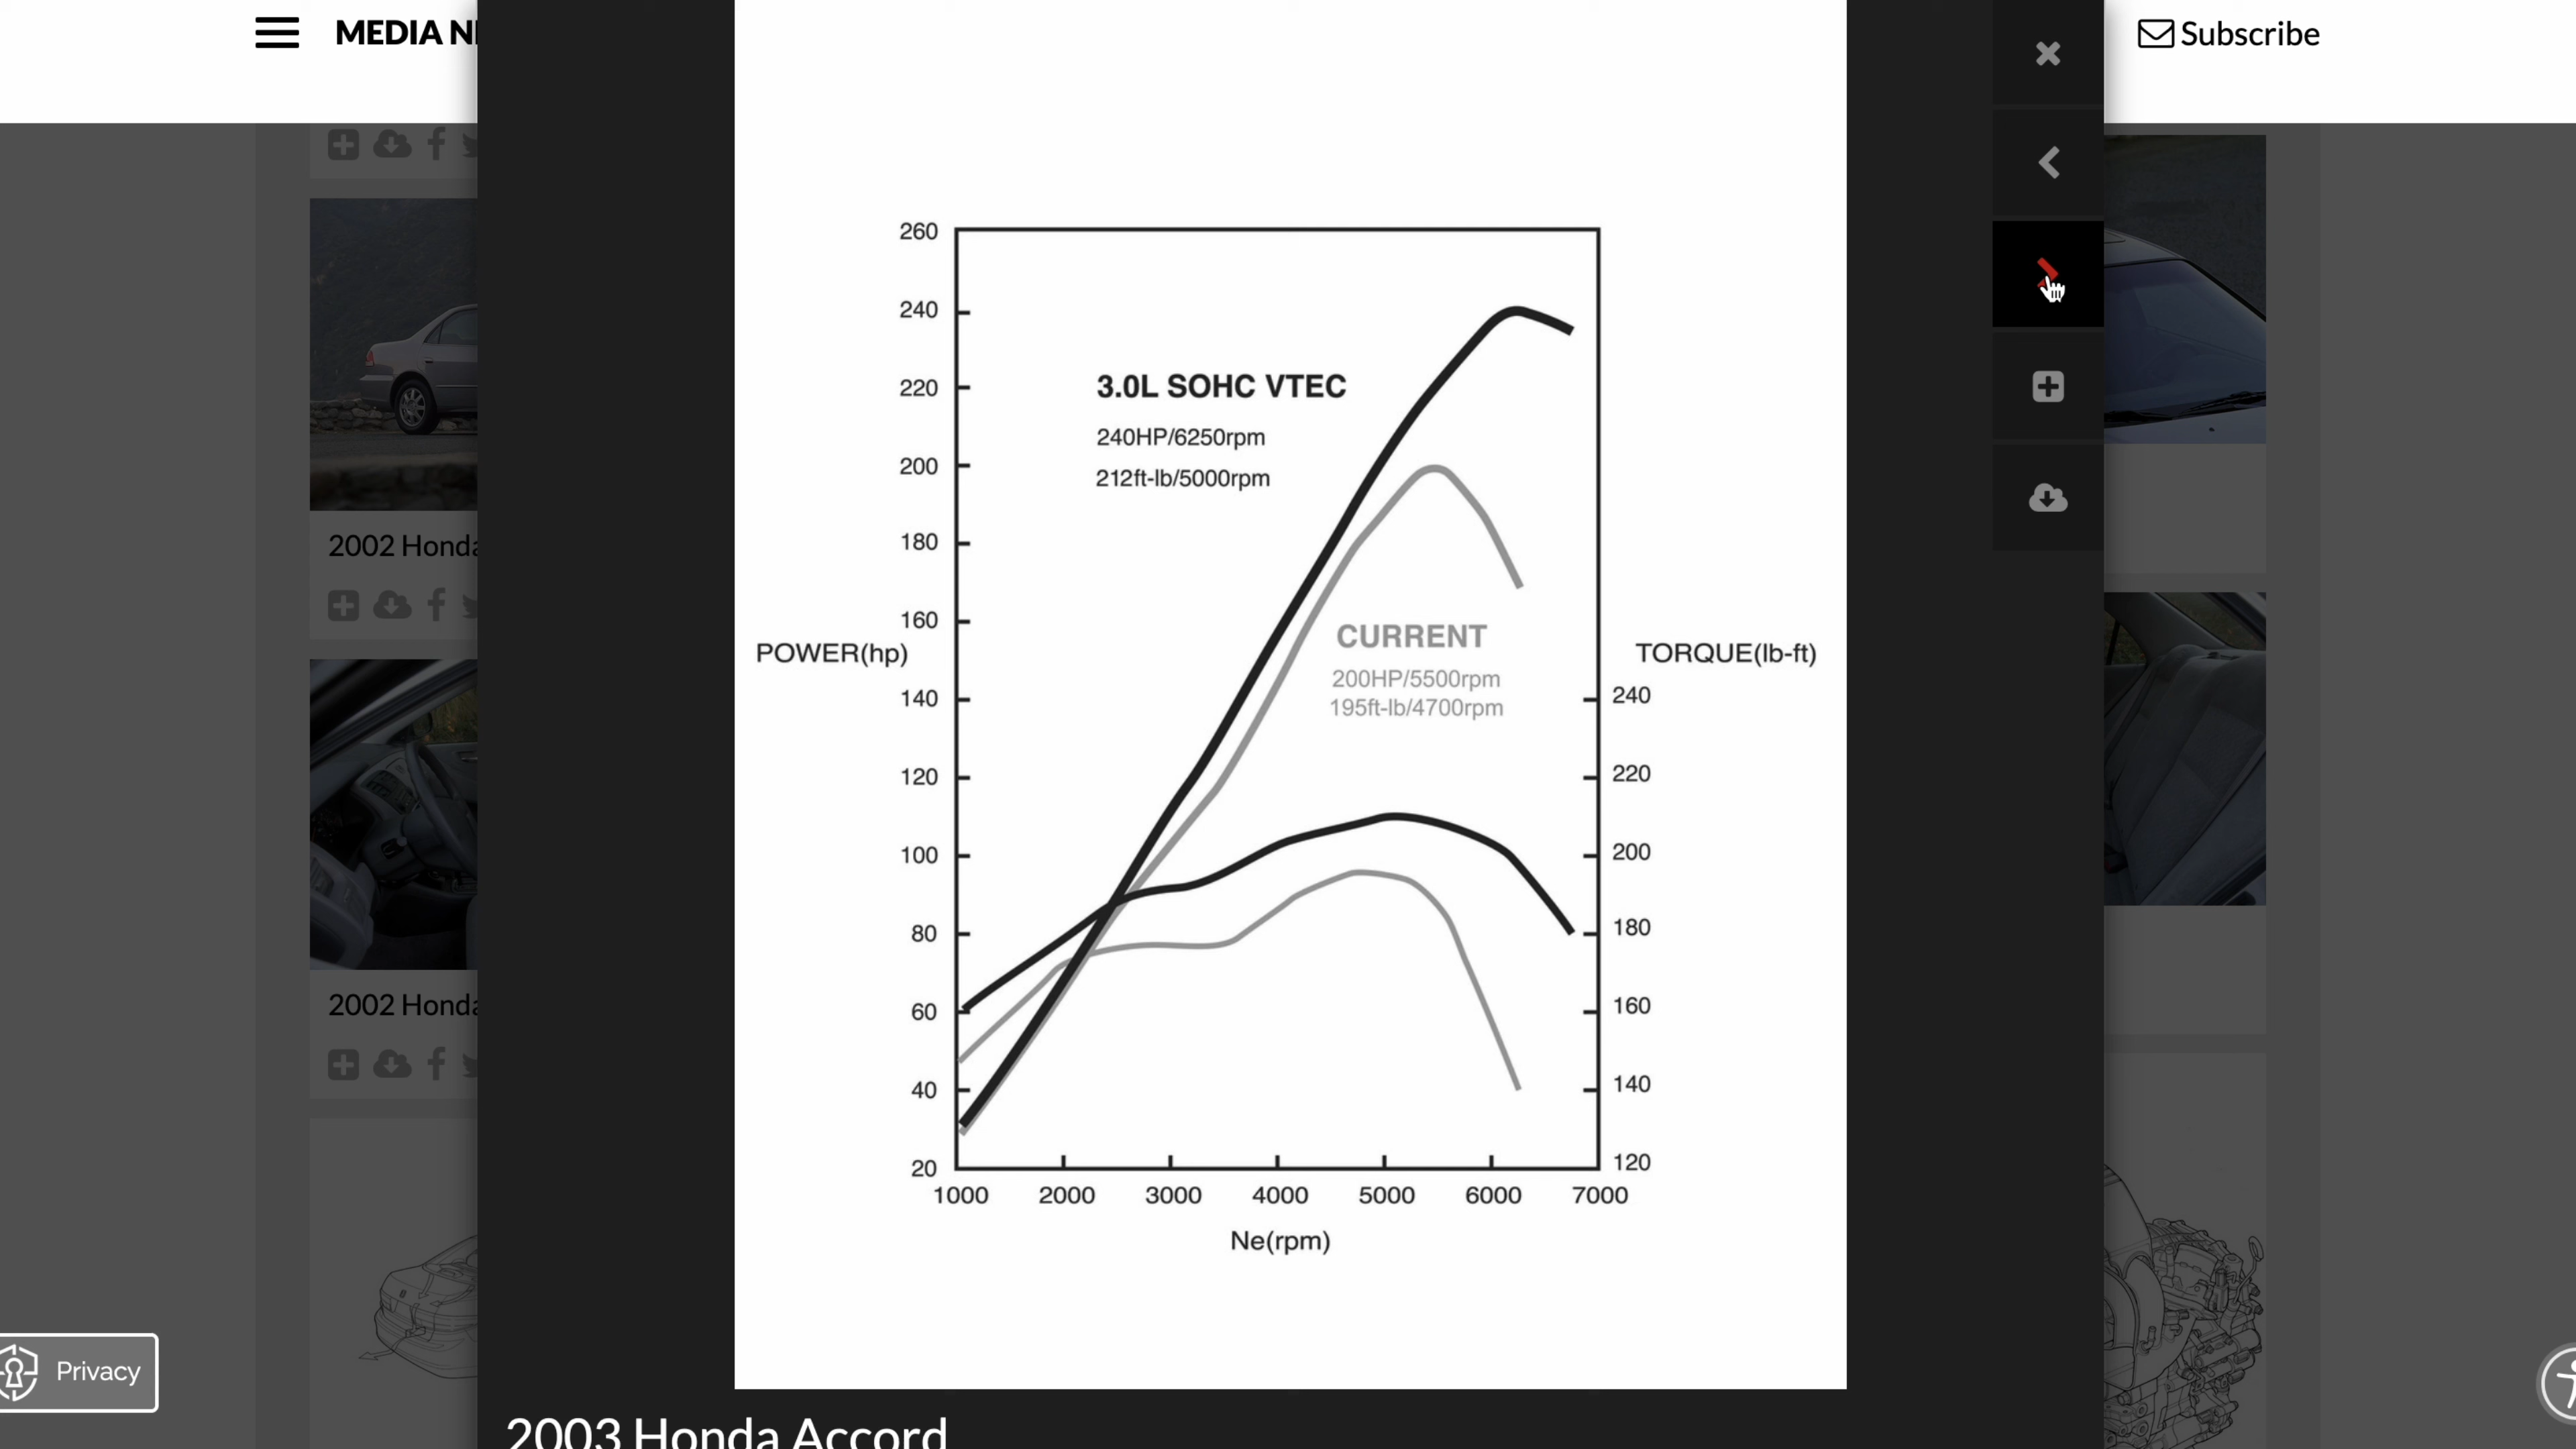 MEDIA N
Subscribe
260
240
220
200
180
160
140
120
100
80
60
40
20
3.0L SOHC VTEC
240HP/6250rpm
212ft-lb/5000rpm
CURRENT
200HP/5500rpm
195ft-lb/4700rpm
POWER(hp)
TORQUE(lb-ft)
240
220
200
180
160
140
120
1000 2000 3000 4000 5000 6000 7000
Ne(rpm)
2002 Honda
2002 Honda
Privacy
2003 Honda Accord